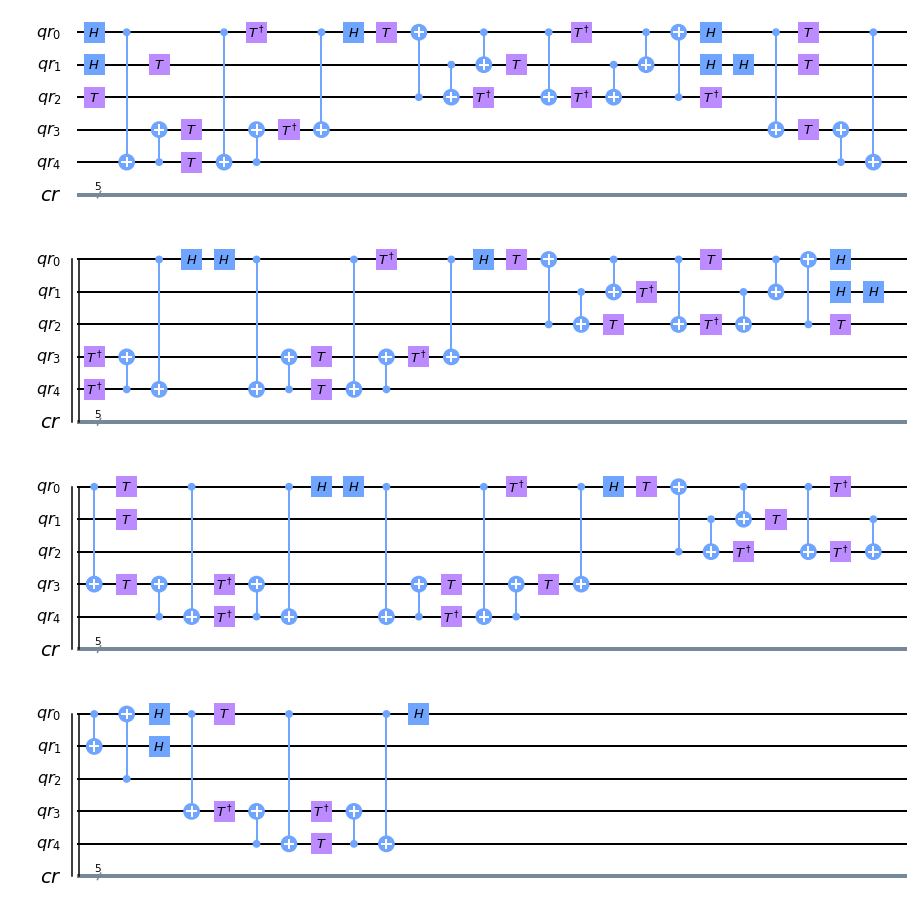 qr0 H T† H T H T
qr1 H T T H H T
qr2 T T† T† T†
qr3 T T† T
qr4 T
cr 5
qr0 H H T† H T T H
qr1 T† H H
qr2 T T† T
qr3 T† T T†
qr4 T† T
cr 5
qr0 T H H T† H T T†
qr1 T T
qr2 T† T†
qr3 T T† T T
qr4 T† T†
cr 5
qr0 H T H
qr1 H
qr2
qr3 T† T†
qr4 T
cr 5